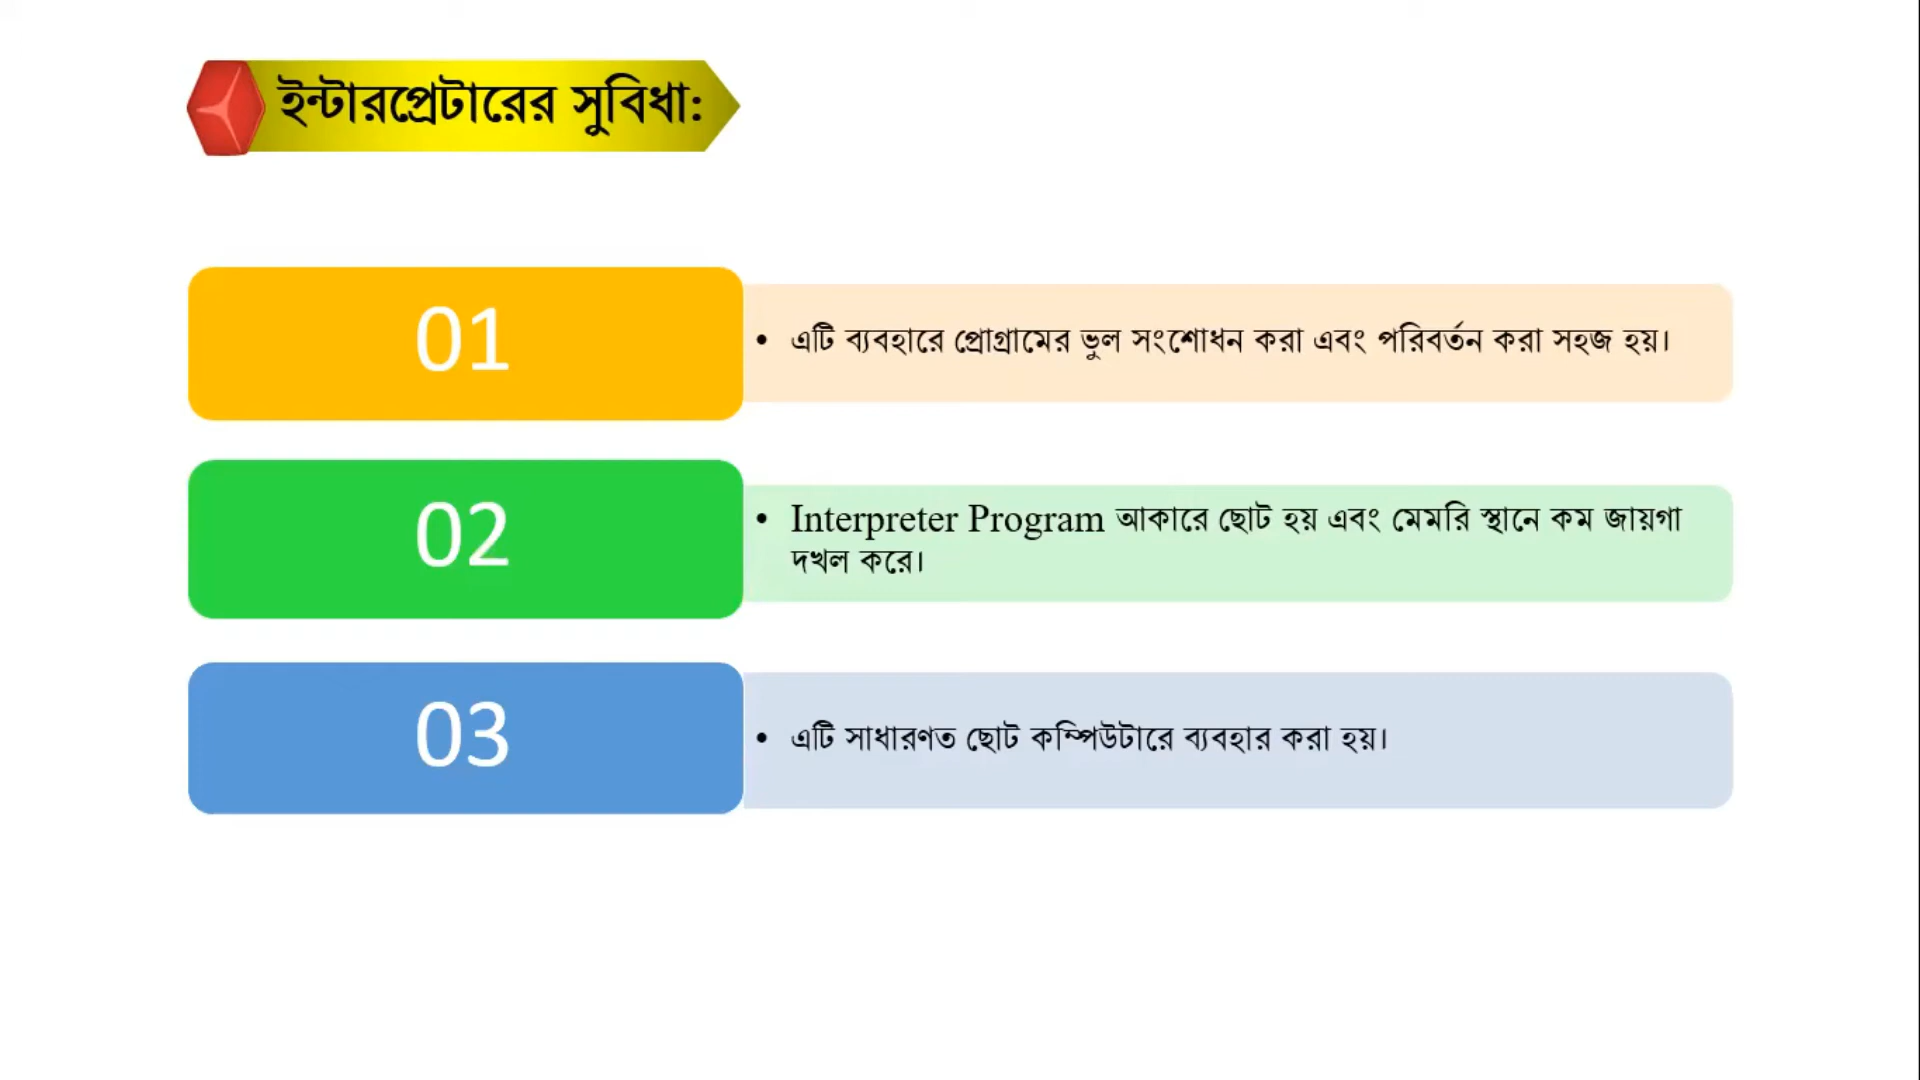 ইন্টারপ্রেটারের সুবিধা:
01
• এটি ব্যবহারে প্রোগ্রামের ভুল সংশোধন করা এবং পরিবর্তন করা সহজ হয়।
02
• Interpreter Program আকারে ছোট হয় এবং মেমরি স্থানে কম জায়গা
দখল করে।
03
• এটি সাধারণত ছোট কম্পিউটারে ব্যবহার করা হয়।